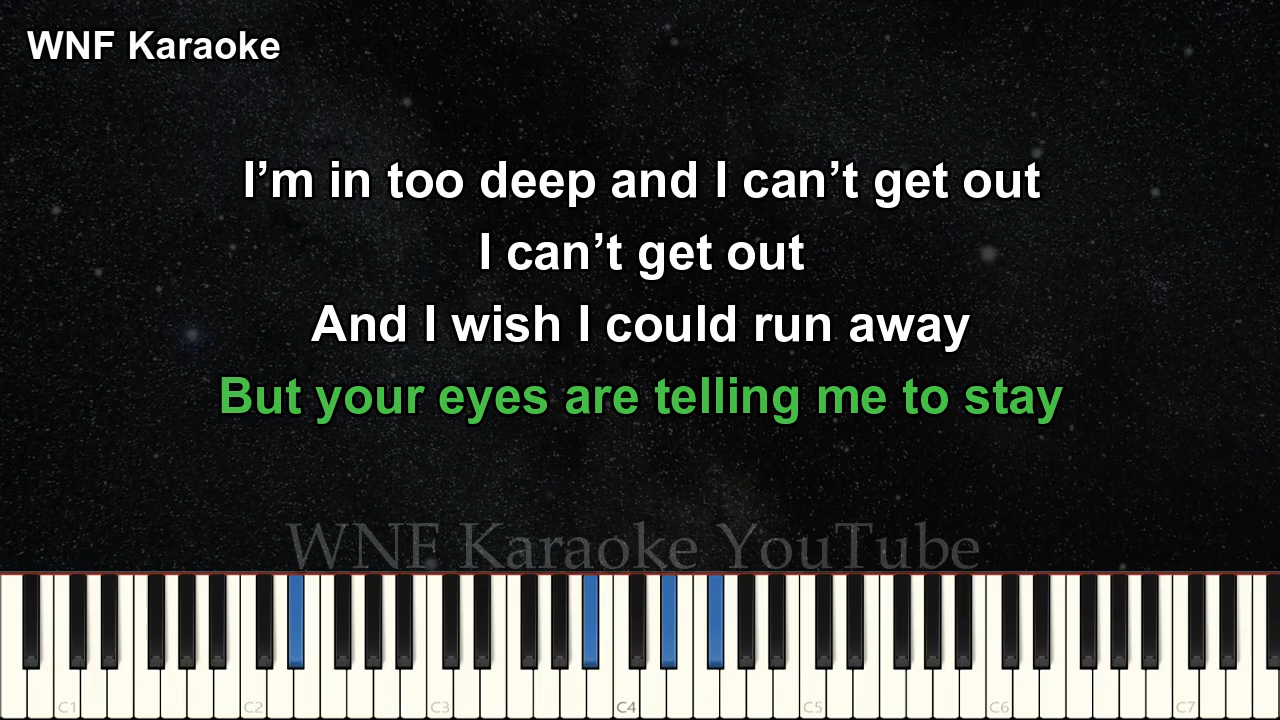 WNF Karaoke
I’m in too deep and I can’t get out
I can’t get out
And I wish I could run away
But your eyes are telling me to stay
WNF Karaoke YouTube
C1 C2 C3 C4 C5 C6 C7